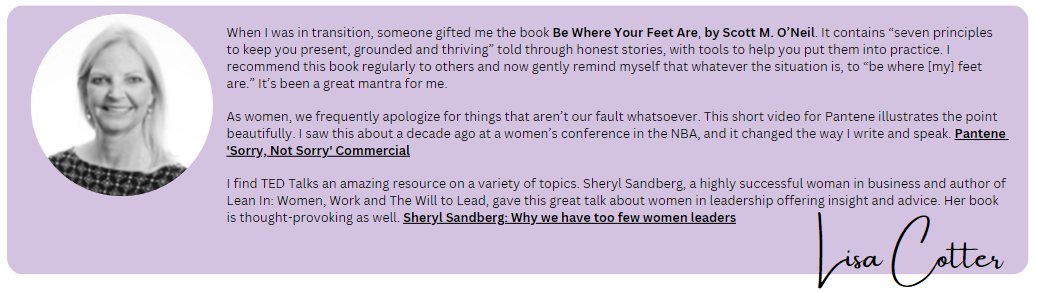 When I was in transition, someone gifted me the book Be Where Your Feet Are, by Scott M. O’Neil. It contains “seven principles
to keep you present, grounded and thriving” told through honest stories, with tools to help you put them into practice. I
recommend this book regularly to others and now gently remind myself that whatever the situation is, to “be where [my] feet
are.” It’s been a great mantra for me.
As women, we frequently apologize for things that aren’t our fault whatsoever. This short video for Pantene illustrates the point
beautifully. I saw this about a decade ago at a women’s conference in the NBA, and it changed the way I write and speak. Pantene
'Sorry, Not Sorry' Commercial
I find TED Talks an amazing resource on a variety of topics. Sheryl Sandberg, a highly successful woman in business and author of
Lean In: Women, Work and The Will to Lead, gave this great talk about women in leadership offering insight and advice. Her book
is thought-provoking as well. Sheryl Sandberg: Why we have too few women leaders
Lisa Cotter